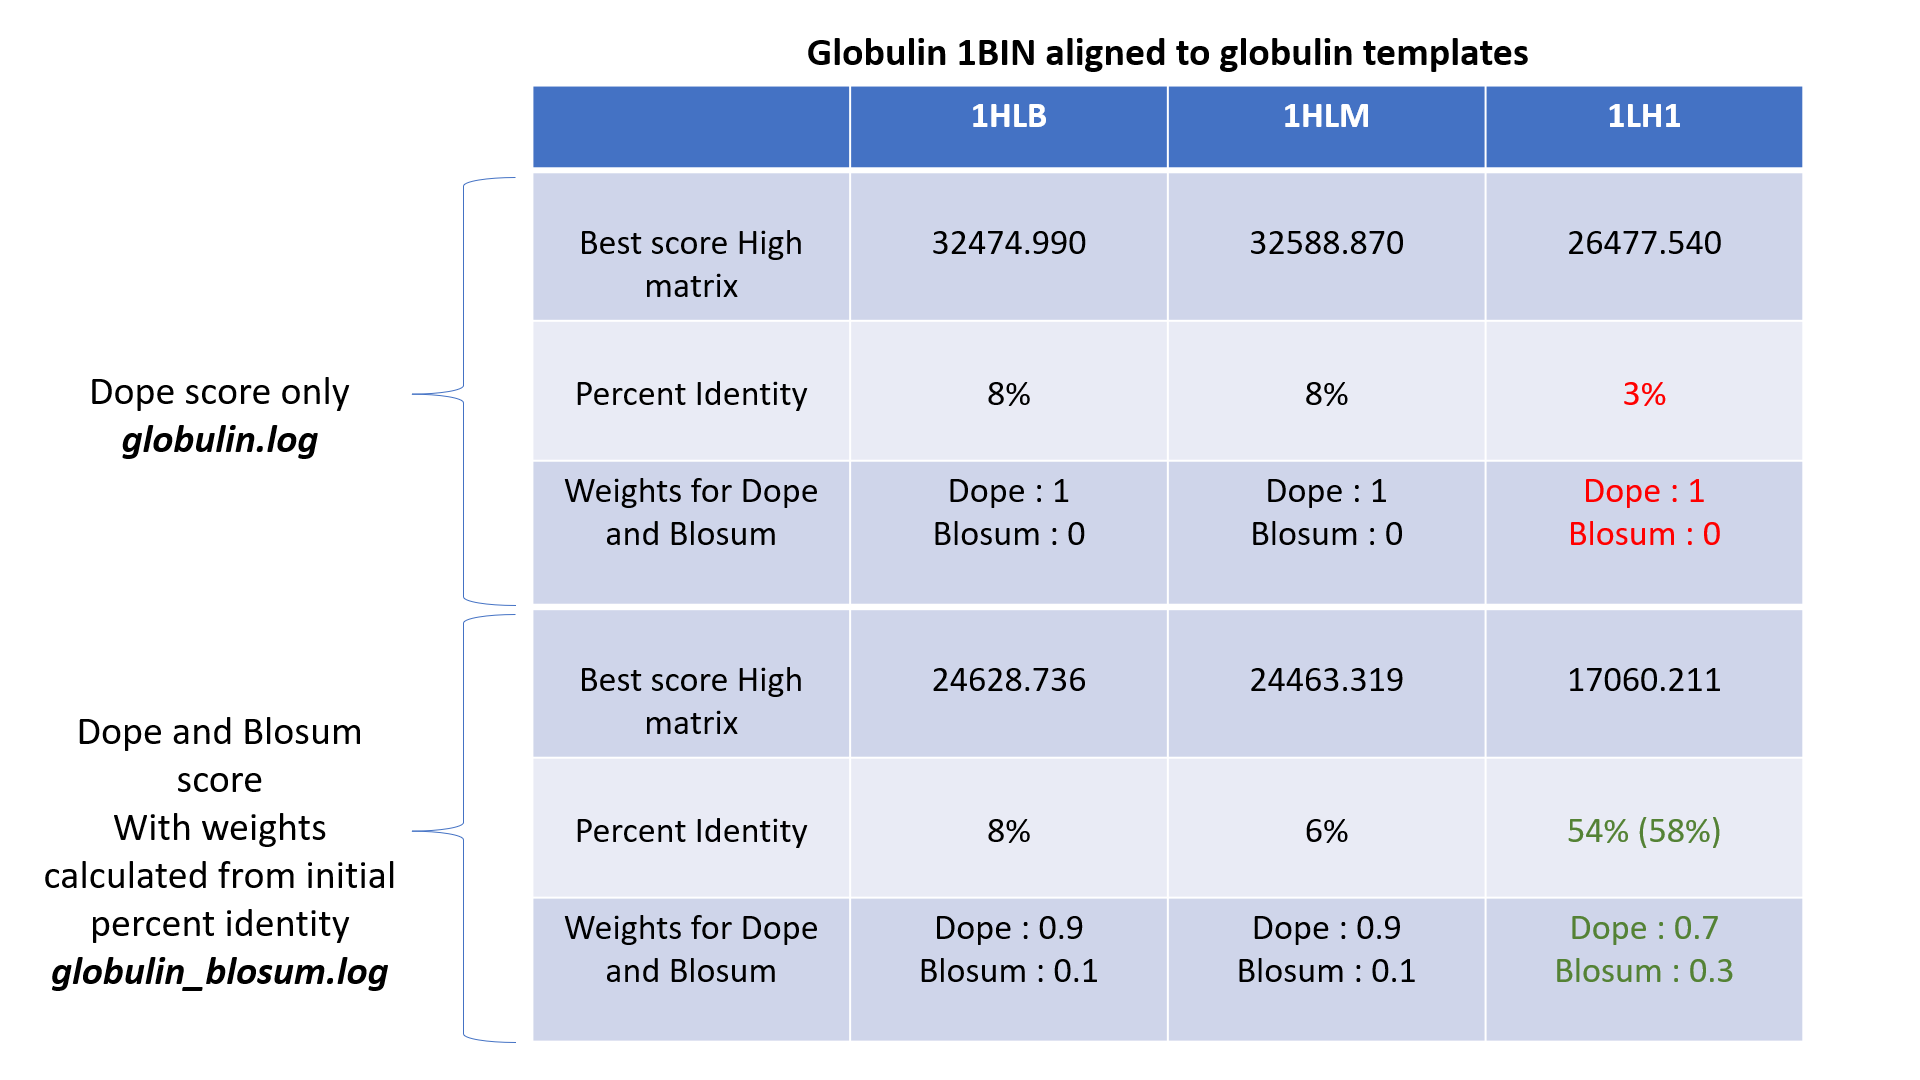 Globulin 1BIN aligned to globulin templates
1HLB 1HLM 1LH1
Best score High
matrix
32474.990 32588.870 26477.540
Dope score only
globulin.log
Percent Identity 8% 8% 3%
Weights for Dope
and Blosum
Dope : 1
Blosum : 0
Dope : 1
Blosum : 0
Dope : 1
Blosum : 0
Dope and Blosum
score
With weights
calculated from initial
percent identity
globulin_blosum.log
Best score High
matrix
24628.736 24463.319 17060.211
Percent Identity 8% 6% 54% (58%)
Weights for Dope
and Blosum
Dope : 0.9
Blosum : 0.1
Dope : 0.9
Blosum : 0.1
Dope : 0.7
Blosum : 0.3